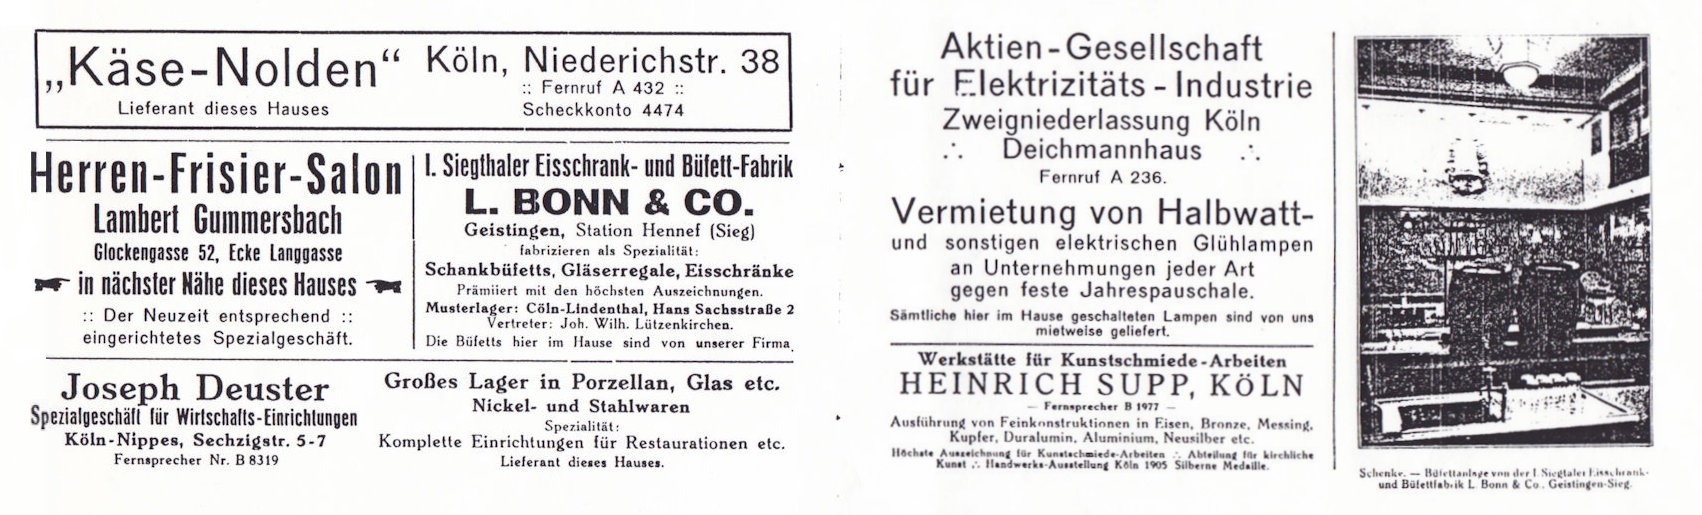 „Käse-Nolden“
Lieferant dieses Hauses
Köln, Niederichstr. 38
:: Fernruf A 432 ::
Scheckkonto 4474
Herren-Frisier-Salon
Lambert Gummersbach
Glockengasse 52, Ecke Langgasse
in nächster Nähe dieses Hauses
:: Der Neuzeit entsprechend ::
eingerichtetes Spezialgeschäft.
I. Siegthaler Eisschrank- und Büfett-Fabrik
L. BONN & CO.
Geistingen, Station Hennef (Sieg)
fabrizieren als Spezialität:
Schankbüfetts, Gläserregale, Eisschränke
Prämiiert mit den höchsten Auszeichnungen.
Musterlager: Cöln-Lindenthal, Hans Sachsstraße 2
Vertreter: Joh. Wilh. Lützenkirchen.
Die Büfetts hier im Hause sind von unserer Firma.
Joseph Deuster
Spezialgeschäft für Wirtschafts-Einrichtungen
Köln-Nippes, Sechzigstr. 5-7
Fernsprecher Nr. B 8319
Großes Lager in Porzellan, Glas etc.
Nickel- und Stahlwaren
Spezialität:
Komplette Einrichtungen für Restaurationen etc.
Lieferant dieses Hauses.
Aktien-Gesellschaft
für Elektrizitäts-Industrie
Zweigniederlassung Köln
∴ Deichmannhaus ∴
Fernruf A 236.
Vermietung von Halbwatt-
und sonstigen elektrischen Glühlampen
an Unternehmungen jeder Art
gegen feste Jahrespauschale.
Sämtliche hier im Hause geschalteten Lampen sind von uns
mietweise geliefert.
Werkstätte für Kunstschmiede-Arbeiten
HEINRICH SUPP, KÖLN
— Fernsprecher B 1977 —
Ausführung von Feinkonstruktionen in Eisen, Bronze, Messing,
Kupfer, Duralumin, Aluminium, Neusilber etc.
Höchste Auszeichnung für Kunstschmiede-Arbeiten ∴ Abteilung für kirchliche
Kunst ∴ Handwerks-Ausstellung Köln 1905 Silberne Medaille.
Schenke. — Büfettanlage von der I. Siegtaler Eisschrank-
und Büfettfabrik L. Bonn & Co., Geistingen-Sieg.